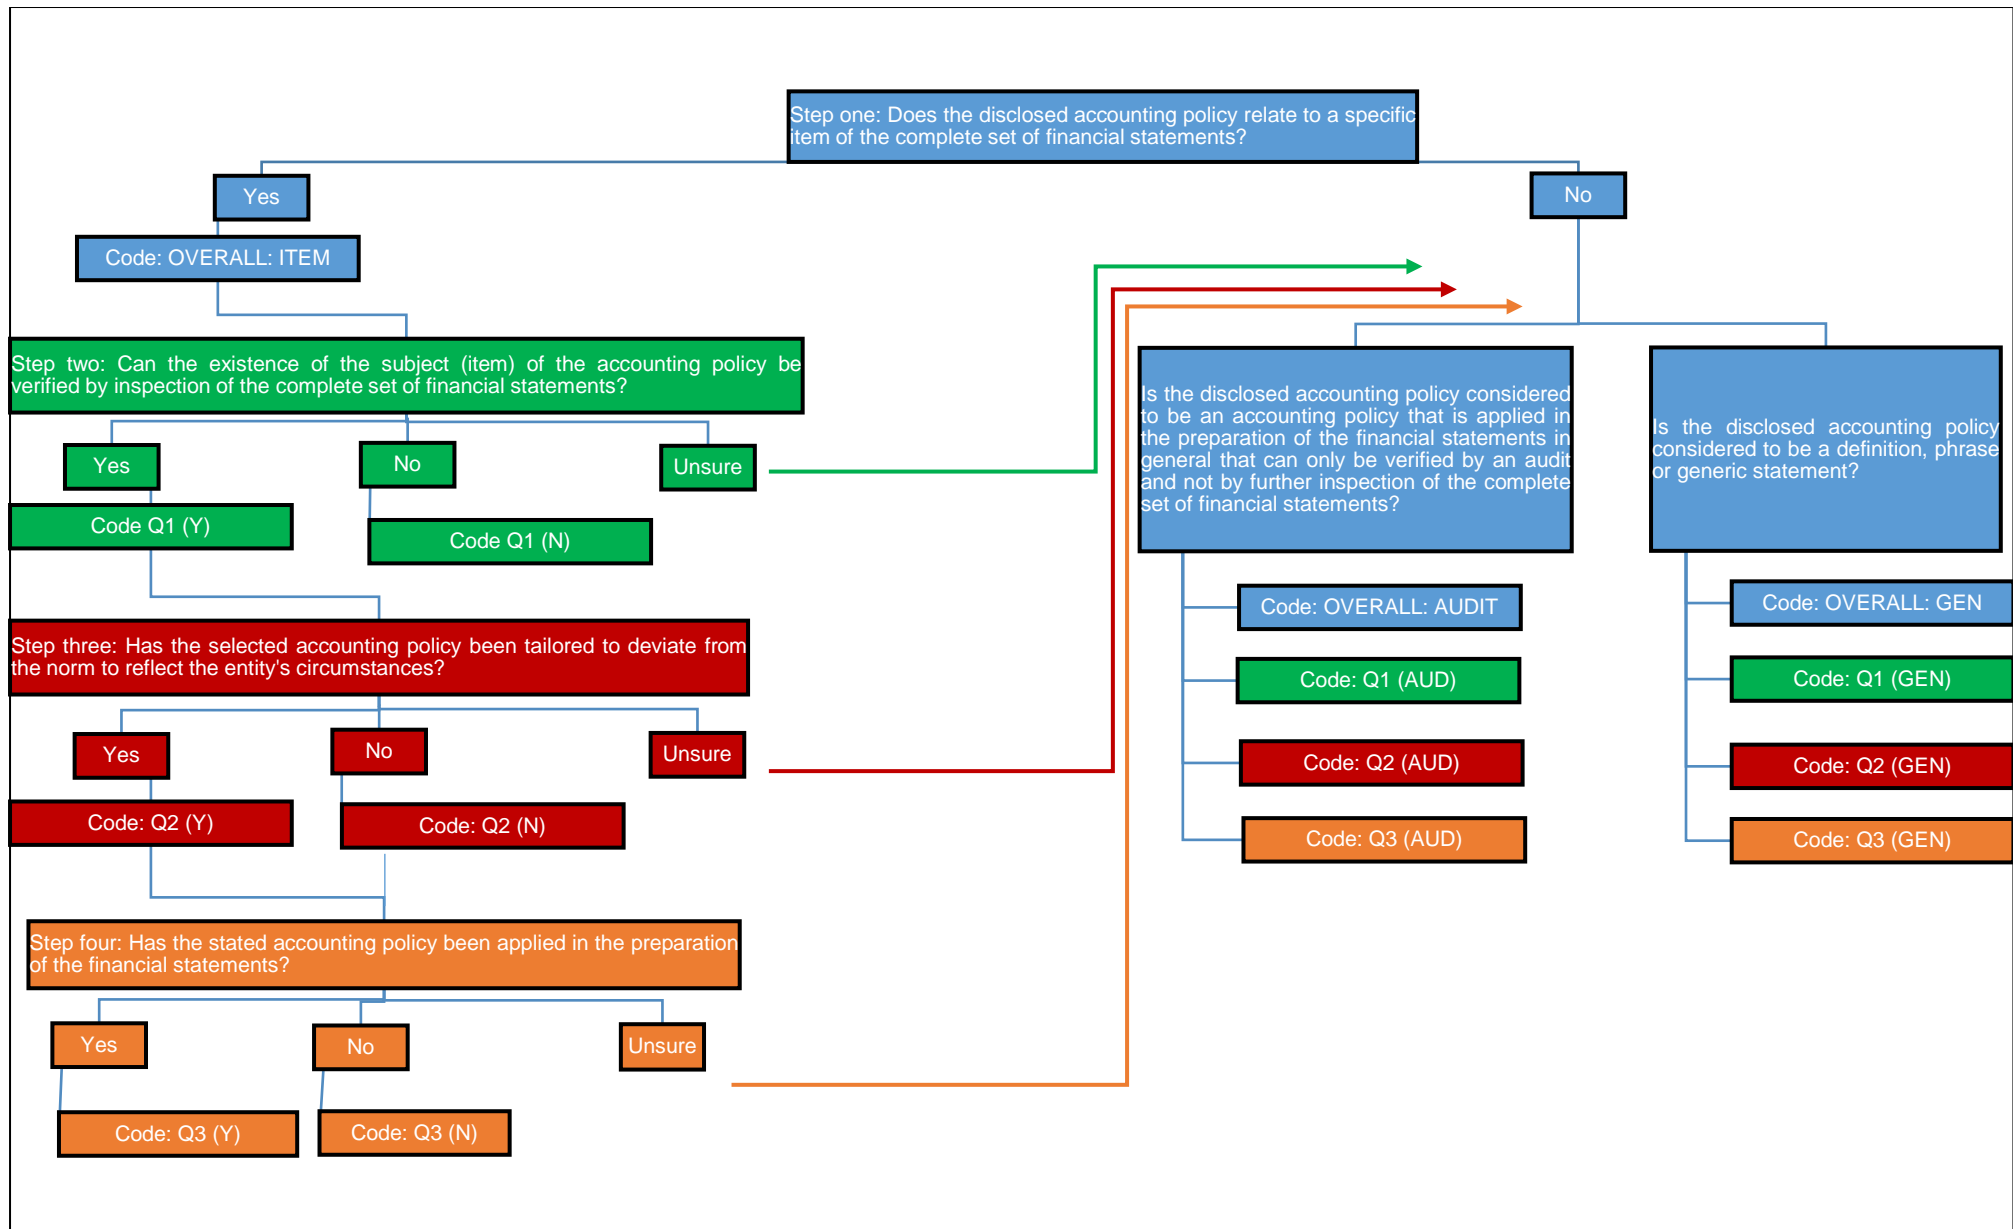 Step one: Does the disclosed accounting policy relate to a specific
item of the complete set of financial statements?
Yes
No
Code: OVERALL: ITEM
Step two: Can the existence of the subject (item) of the accounting policy be
verified by inspection of the complete set of financial statements?
Yes
No
Unsure
Code Q1 (Y)
Code Q1 (N)
Step three: Has the selected accounting policy been tailored to deviate from
the norm to reflect the entity's circumstances?
Yes
No
Unsure
Code: Q2 (Y)
Code: Q2 (N)
Step four: Has the stated accounting policy been applied in the preparation
of the financial statements?
Yes
No
Unsure
Code: Q3 (Y)
Code: Q3 (N)
Is the disclosed accounting policy considered
to be an accounting policy that is applied in
the preparation of the financial statements in
general that can only be verified by an audit
and not by further inspection of the complete
set of financial statements?
Code: OVERALL: AUDIT
Code: Q1 (AUD)
Code: Q2 (AUD)
Code: Q3 (AUD)
Is the disclosed accounting policy
considered to be a definition, phrase
or generic statement?
Code: OVERALL: GEN
Code: Q1 (GEN)
Code: Q2 (GEN)
Code: Q3 (GEN)